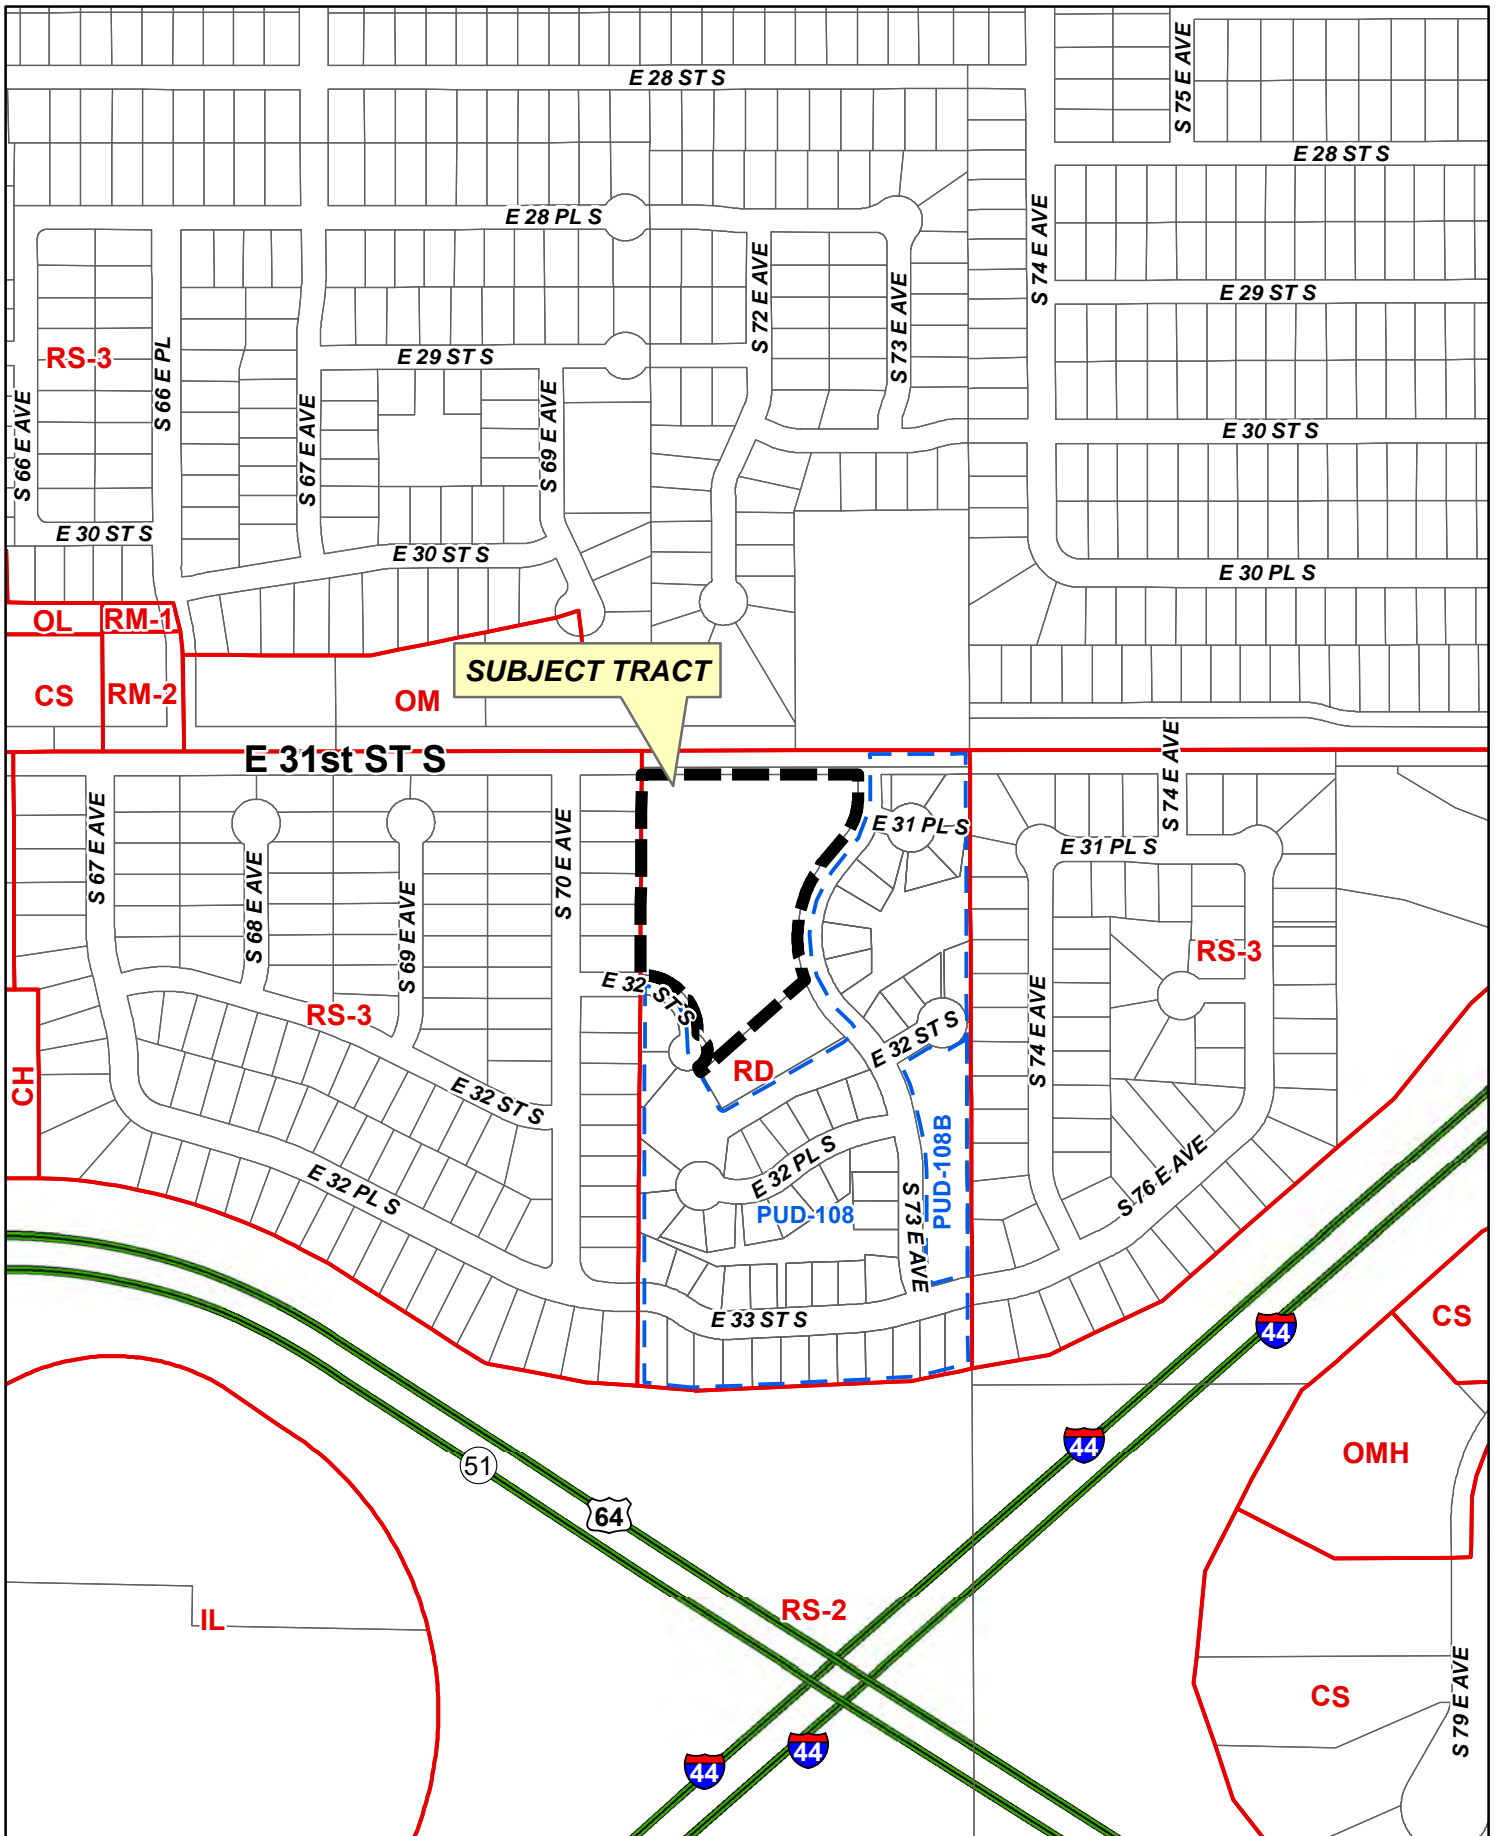 E 28 ST S
S 75 E AVE
E 28 ST S
E 28 PL S
S 74 E AVE
S 72 E AVE
S 73 E AVE
E 29 ST S
RS-3
S 66 E PL
E 29 ST S
S 66 E AVE
S 67 E AVE
S 69 E AVE
E 30 ST S
E 30 ST S
E 30 ST S
E 30 PL S
OL
RM-1
SUBJECT TRACT
CS
RM-2
OM
E 31st ST S
S 74 E AVE
S 67 E AVE
S 68 E AVE
S 69 E AVE
S 70 E AVE
E 31 PL S
E 31 PL S
RS-3
E 32 ST S
RS-3
S 74 E AVE
E 32 ST S
RD
CH
E 32 ST S
PUD-108B
E 32 PL S
E 32 PL S
S 76 E AVE
PUD-108
S 73 E AVE
E 33 ST S
CS
44
44
OMH
51
64
RS-2
IL
CS
S 79 E AVE
44
44